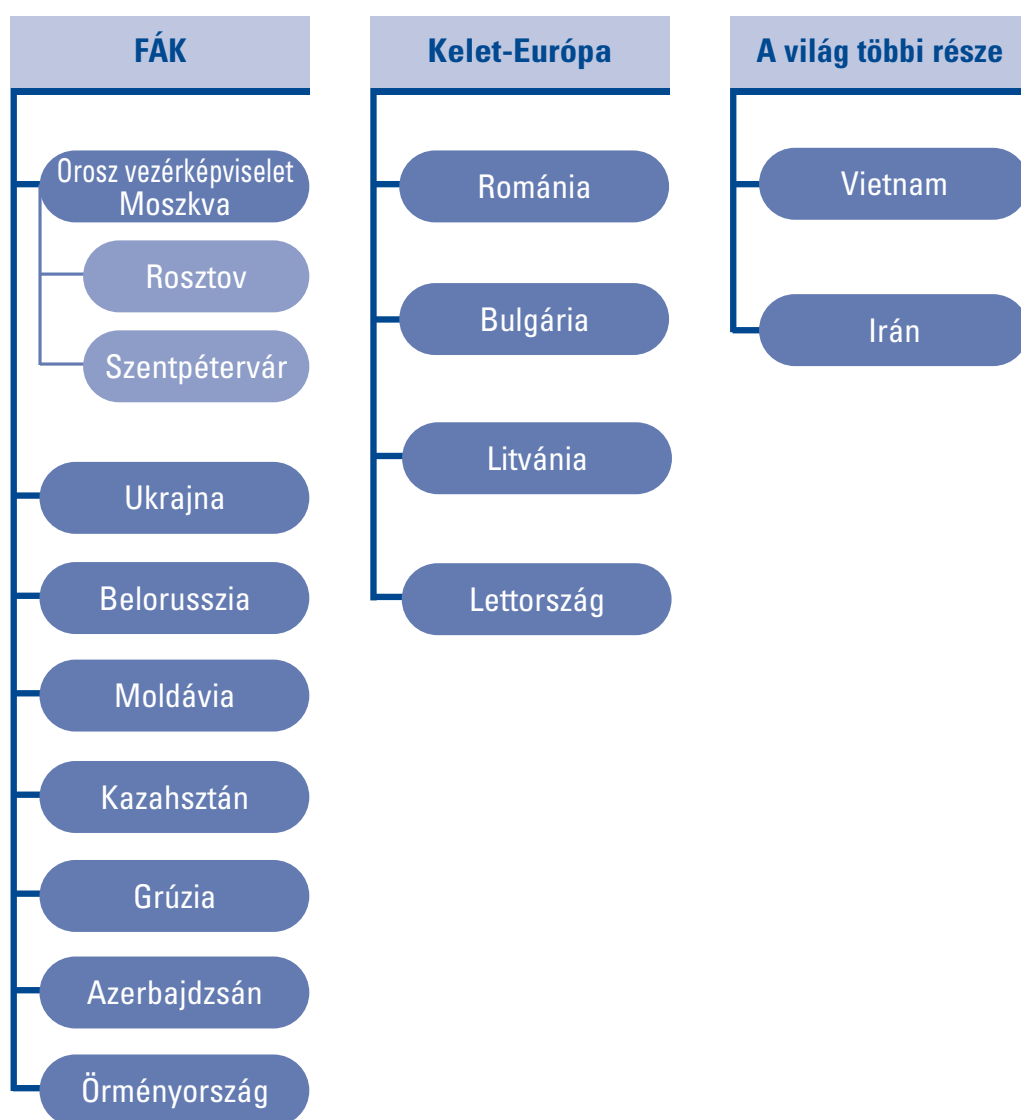 FÁK
Orosz vezérképviselet
Moszkva
Rosztov
Szentpétervár
Ukrajna
Belorusszia
Moldávia
Kazahsztán
Grúzia
Azerbajdzsán
Örményország
Kelet-Európa
Románia
Bulgária
Litvánia
Lettország
A világ többi része
Vietnam
Irán